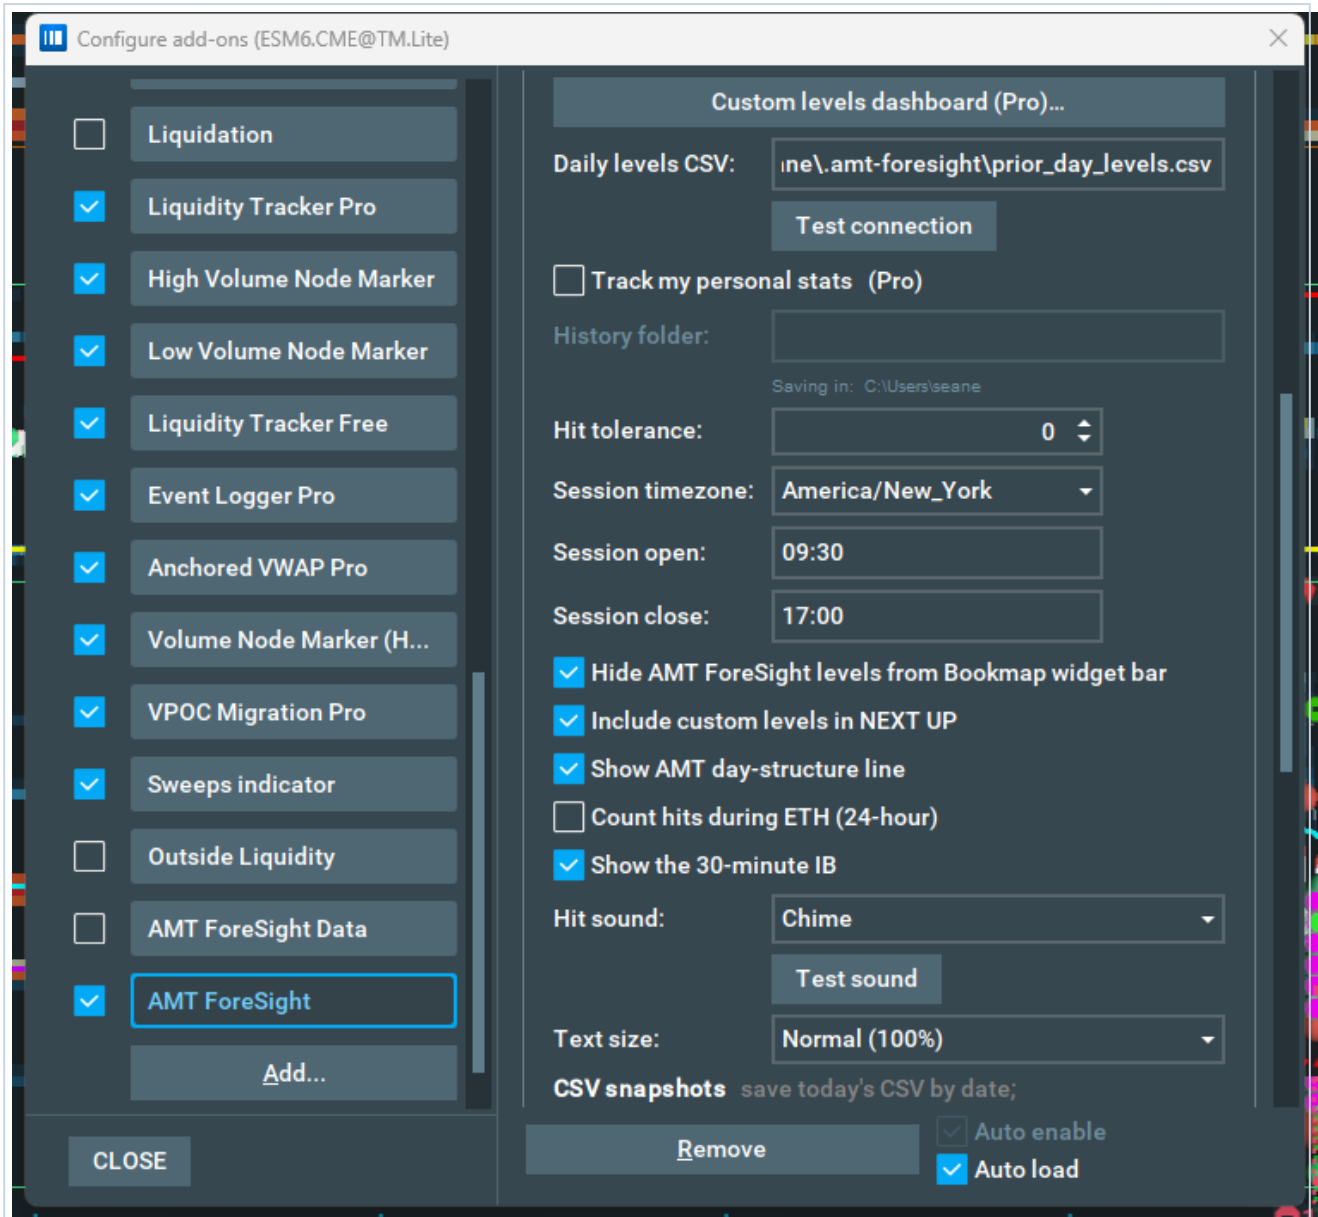 Configure add-ons (ESM6.CME@TM.Lite)
Liquidation
Liquidity Tracker Pro
High Volume Node Marker
Low Volume Node Marker
Liquidity Tracker Free
Event Logger Pro
Anchored VWAP Pro
Volume Node Marker (H...
VPOC Migration Pro
Sweeps indicator
Outside Liquidity
AMT ForeSight Data
AMT ForeSight
Add...
CLOSE
Custom levels dashboard (Pro)...
Daily levels CSV: ne\.amt-foresight\prior_day_levels.csv
Test connection
Track my personal stats (Pro)
History folder:
Saving in: C:\Users\seane
Hit tolerance: 0
Session timezone: America/New_York
Session open: 09:30
Session close: 17:00
Hide AMT ForeSight levels from Bookmap widget bar
Include custom levels in NEXT UP
Show AMT day-structure line
Count hits during ETH (24-hour)
Show the 30-minute IB
Hit sound: Chime
Test sound
Text size: Normal (100%)
CSV snapshots save today's CSV by date;
Remove
Auto enable
Auto load